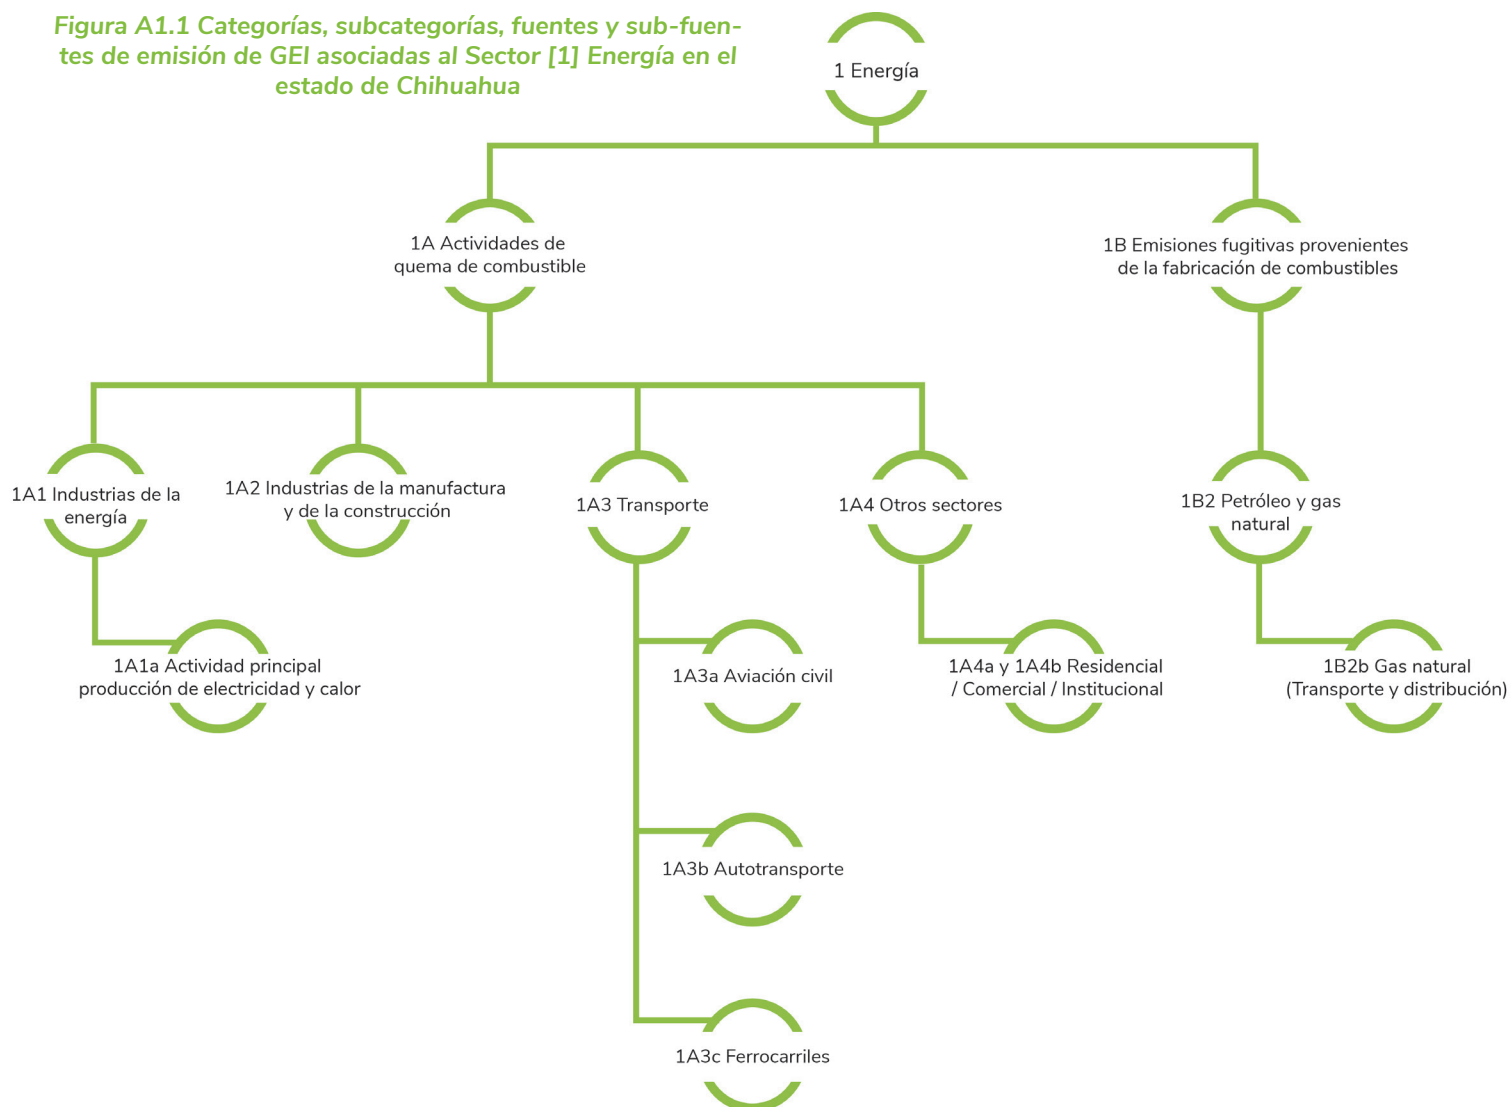 Figura A1.1 Categorías, subcategorías, fuentes y sub-fuen-
tes de emisión de GEI asociadas al Sector [1] Energía en el
estado de Chihuahua
1 Energía
1A Actividades de
quema de combustible
1B Emisiones fugitivas provenientes
de la fabricación de combustibles
1A1 Industrias de la
energía
1A2 Industrias de la manufactura
y de la construcción
1A3 Transporte
1A4 Otros sectores
1B2 Petróleo y gas
natural
1A1a Actividad principal
producción de electricidad y calor
1A3a Aviación civil
1A4a y 1A4b Residencial
/ Comercial / Institucional
1B2b Gas natural
(Transporte y distribución)
1A3b Autotransporte
1A3c Ferrocarriles